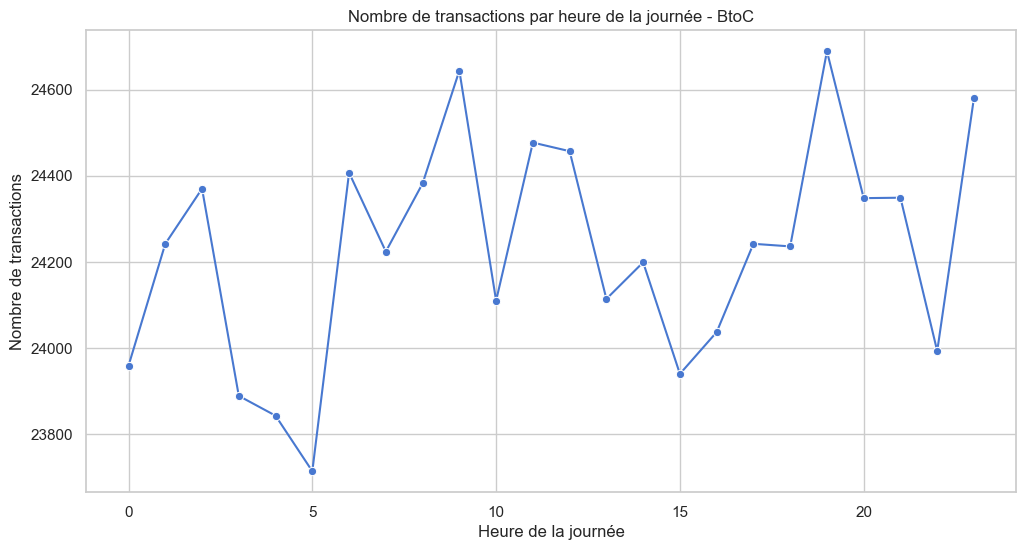 Nombre de transactions par heure de la journée - BtoC
Nombre de transactions
24600
24400
24200
24000
23800
0 5 10 15 20
Heure de la journée